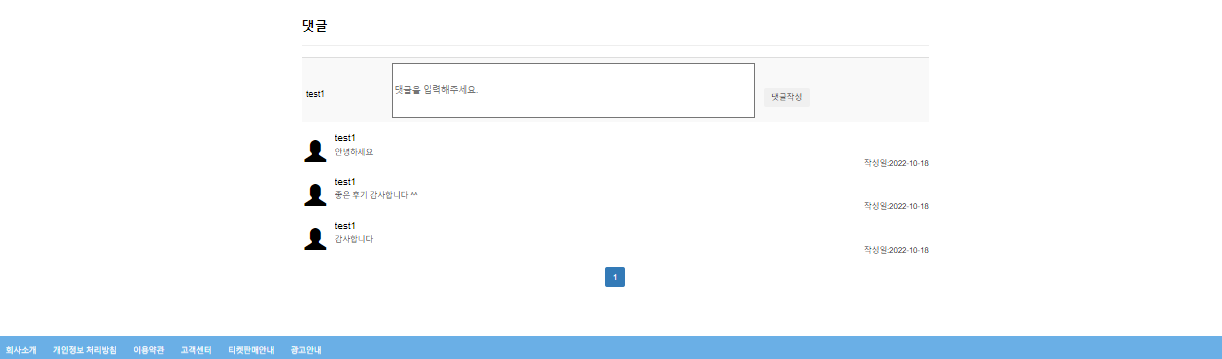 댓글
test1
댓글을 입력해주세요.
댓글작성
test1
안녕하세요
작성일:2022-10-18
test1
좋은 후기 감사합니다 ^^
작성일:2022-10-18
test1
감사합니다
작성일:2022-10-18
1
회사소개 개인정보 처리방침 이용약관 고객센터 티켓판매안내 광고안내